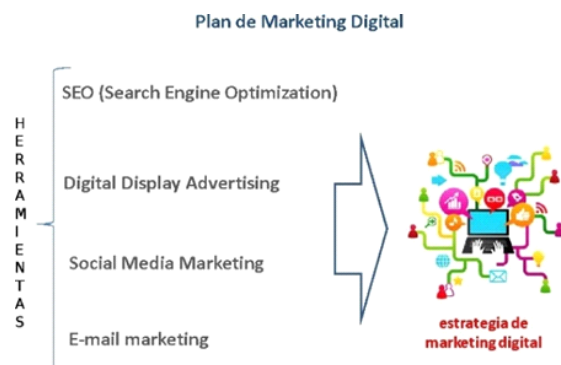 Plan de Marketing Digital
HERRAMIENTAS
SEO (Search Engine Optimization)
Digital Display Advertising
Social Media Marketing
E-mail marketing
estrategia de
marketing digital